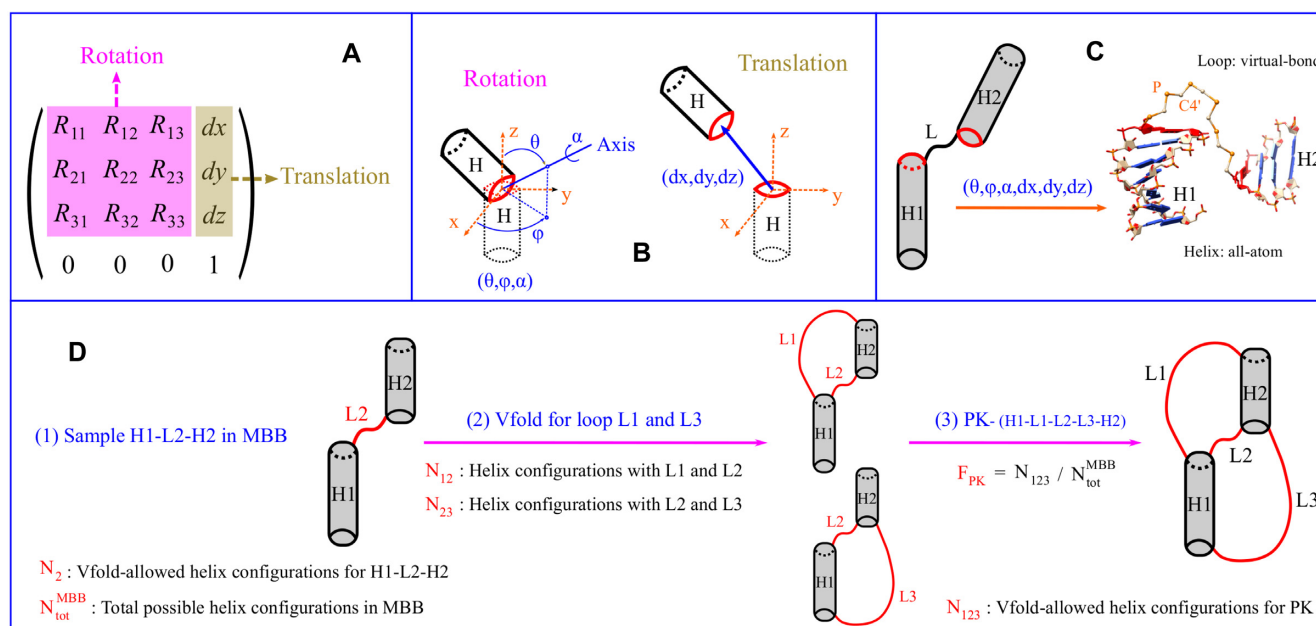 A
Rotation
R11 R12 R13 dx
R21 R22 R23 dy
R31 R32 R33 dz
0 0 0 1
Translation
Rotation
H
H
z
θ
α
Axis
y
x
φ
(θ,φ,α)
B
Translation
H
(dx,dy,dz)
z
y
x
H
C
H2
L
H1
(θ,φ,α,dx,dy,dz)
Loop: virtual-bond
P
C4'
H1
H2
Helix: all-atom
D
(1) Sample H1-L2-H2 in MBB
H2
L2
H1
N2 : Vfold-allowed helix configurations for H1-L2-H2
NtotMBB : Total possible helix configurations in MBB
(2) Vfold for loop L1 and L3
N12 : Helix configurations with L1 and L2
N23 : Helix configurations with L2 and L3
L1
H2
L2
H1
H2
L2
H1
L3
(3) PK- (H1-L1-L2-L3-H2)
FPK = N123 / NtotMBB
L1
H2
L2
H1
L3
N123 : Vfold-allowed helix configurations for PK